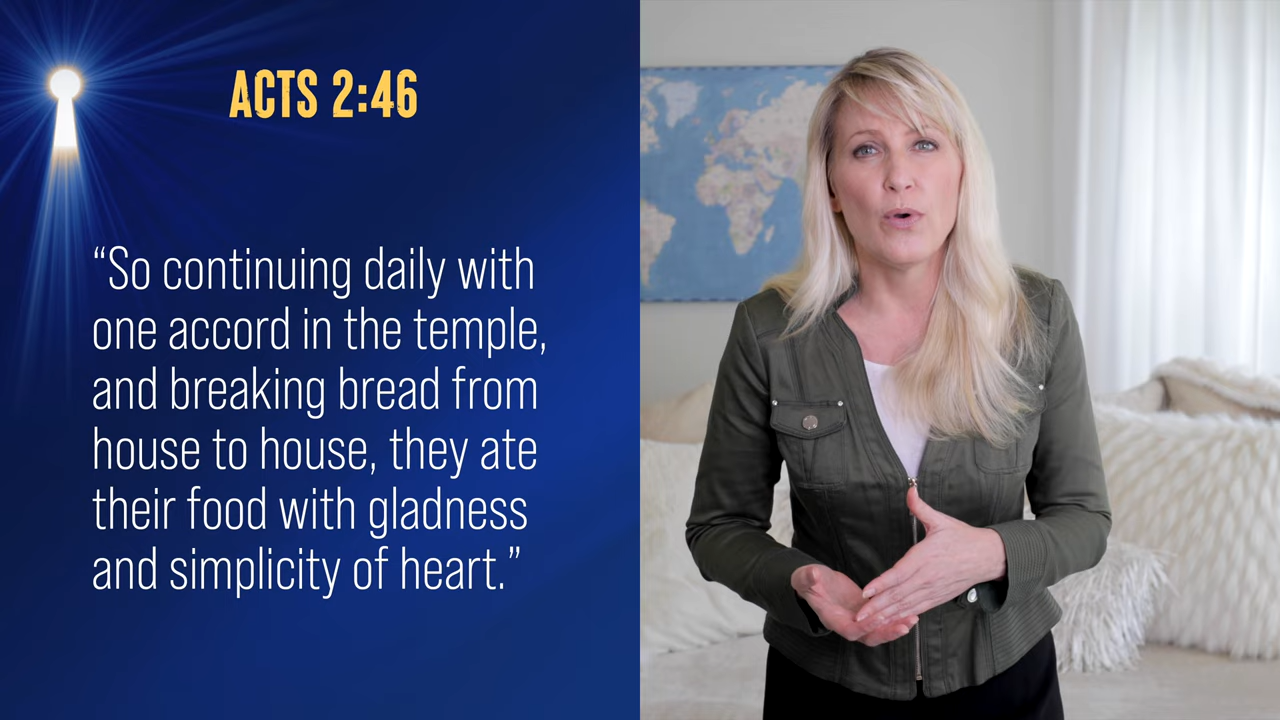 ACTS 2:46
“So continuing daily with
one accord in the temple,
and breaking bread from
house to house, they ate
their food with gladness
and simplicity of heart.”